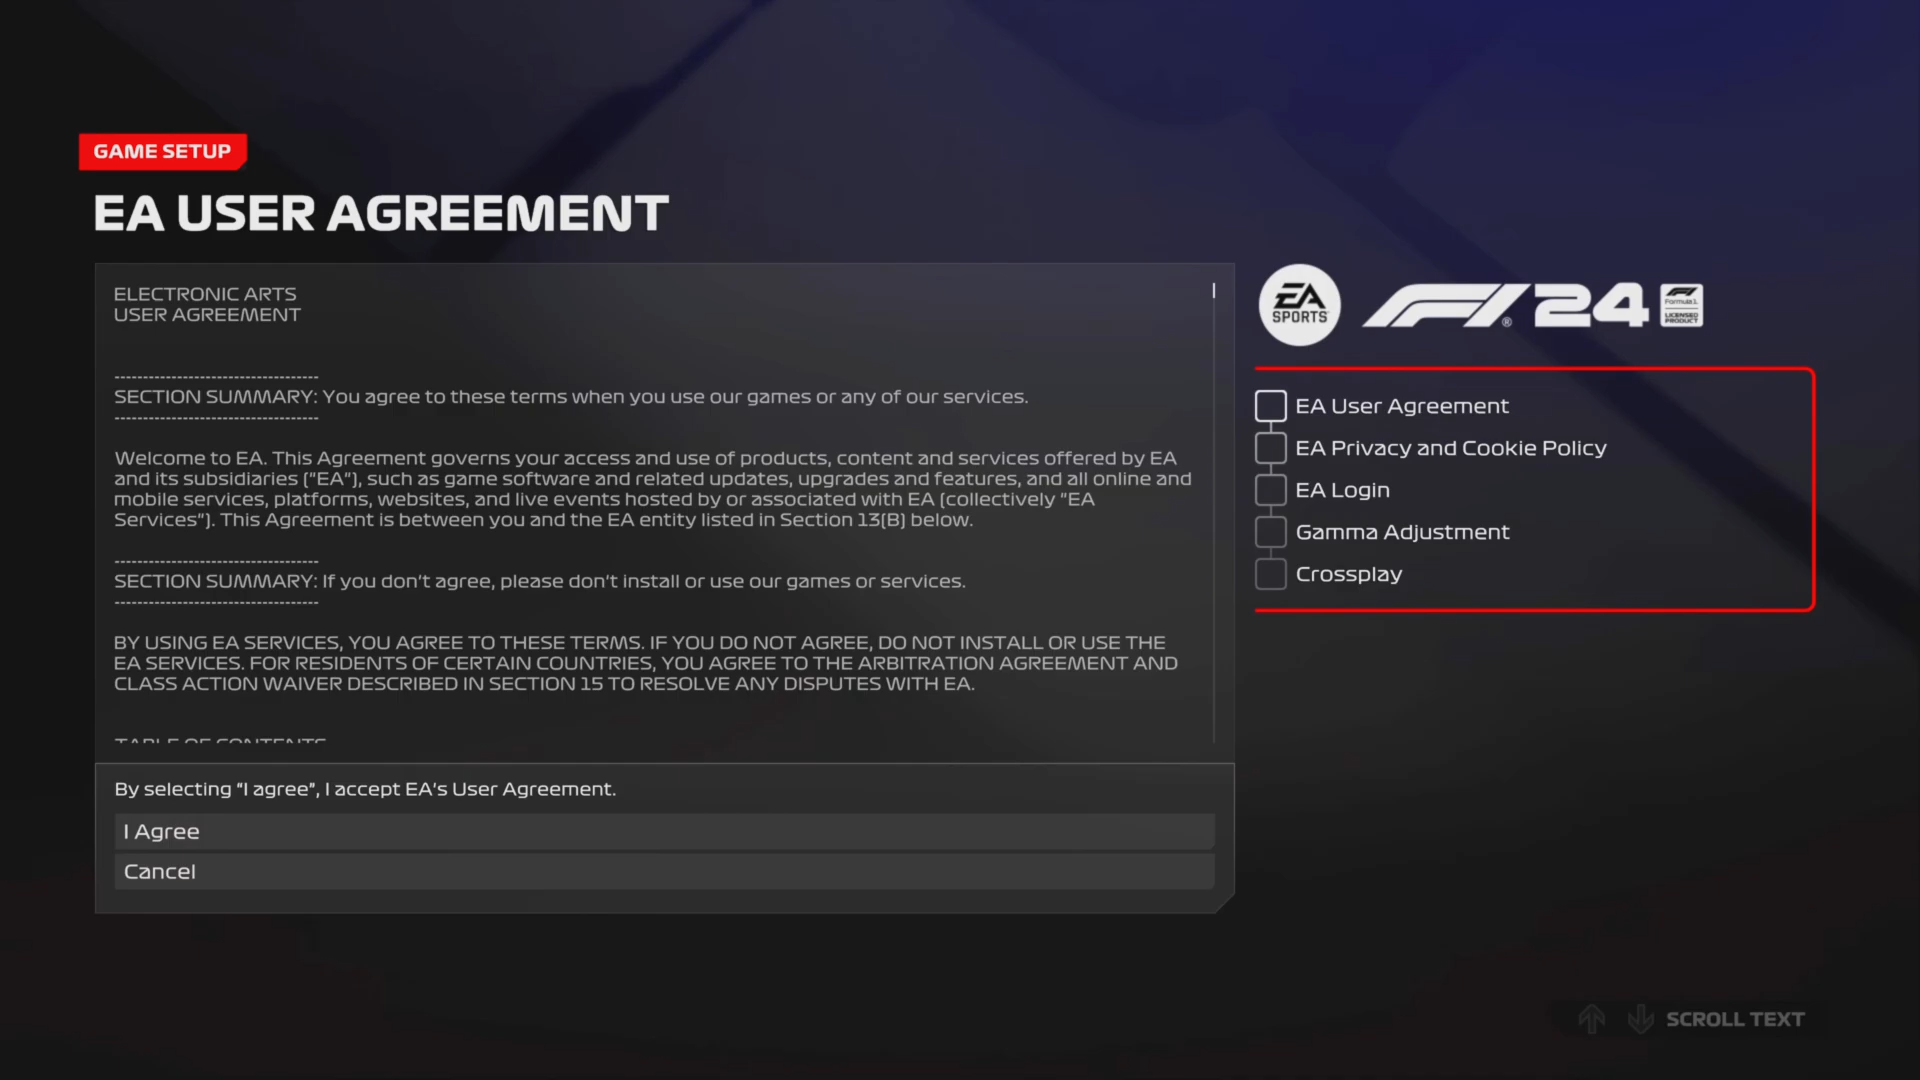 GAME SETUP
EA USER AGREEMENT
ELECTRONIC ARTS
USER AGREEMENT
------------------------------------
SECTION SUMMARY: You agree to these terms when you use our games or any of our services.
------------------------------------
Welcome to EA. This Agreement governs your access and use of products, content and services offered by EA
and its subsidiaries ("EA"), such as game software and related updates, upgrades and features, and all online and
mobile services, platforms, websites, and live events hosted by or associated with EA (collectively "EA
Services"). This Agreement is between you and the EA entity listed in Section 13(B) below.
------------------------------------
SECTION SUMMARY: If you don't agree, please don't install or use our games or services.
------------------------------------
BY USING EA SERVICES, YOU AGREE TO THESE TERMS. IF YOU DO NOT AGREE, DO NOT INSTALL OR USE THE
EA SERVICES. FOR RESIDENTS OF CERTAIN COUNTRIES, YOU AGREE TO THE ARBITRATION AGREEMENT AND
CLASS ACTION WAIVER DESCRIBED IN SECTION 15 TO RESOLVE ANY DISPUTES WITH EA.
TABLE OF CONTENTS
By selecting "I agree", I accept EA's User Agreement.
I Agree
Cancel
EA
SPORTS
F1® 24
F1
Formula 1
LICENSED
PRODUCT
EA User Agreement
EA Privacy and Cookie Policy
EA Login
Gamma Adjustment
Crossplay
SCROLL TEXT